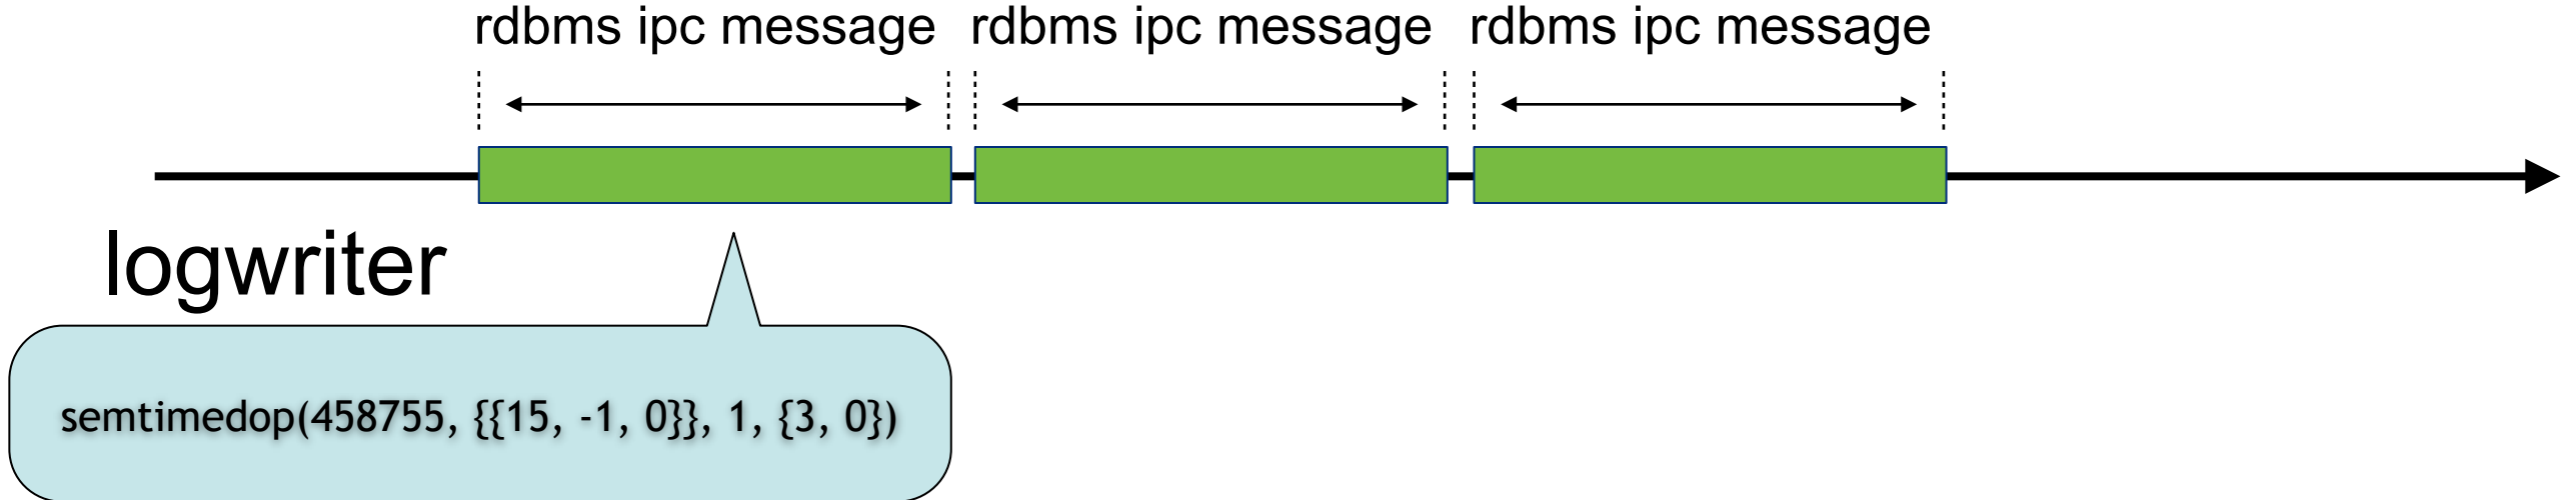 rdbms ipc message rdbms ipc message rdbms ipc message
logwriter
semtimedop(458755, {{15, -1, 0}}, 1, {3, 0})